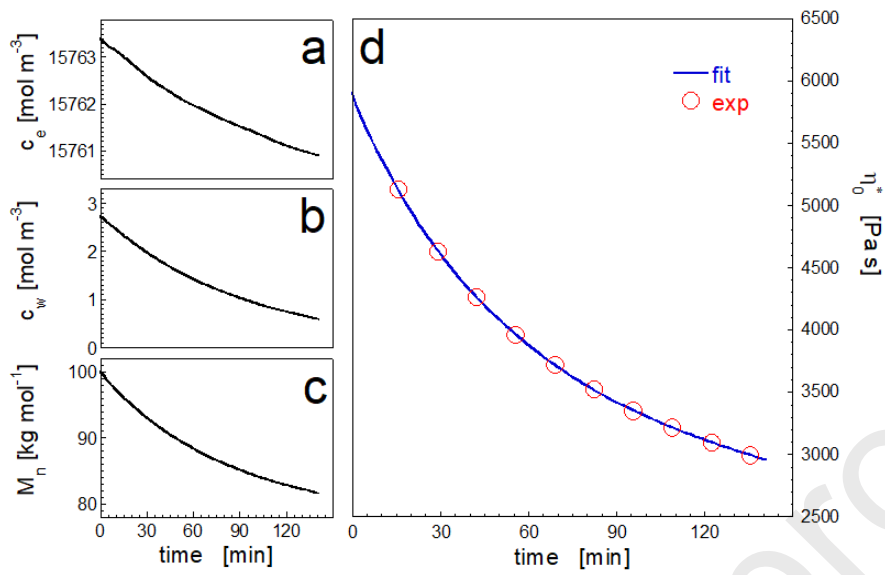 a
c_e [mol m^-3]
15763
15762
15761
b
c_w [mol m^-3]
3
2
1
0
c
M_n [kg mol^-1]
100
90
80
0 30 60 90 120
time [min]
d
fit
exp
6500
6000
5500
5000
4500
4000
3500
3000
2500
η*_0 [Pas]
0 30 60 90 120
time [min]